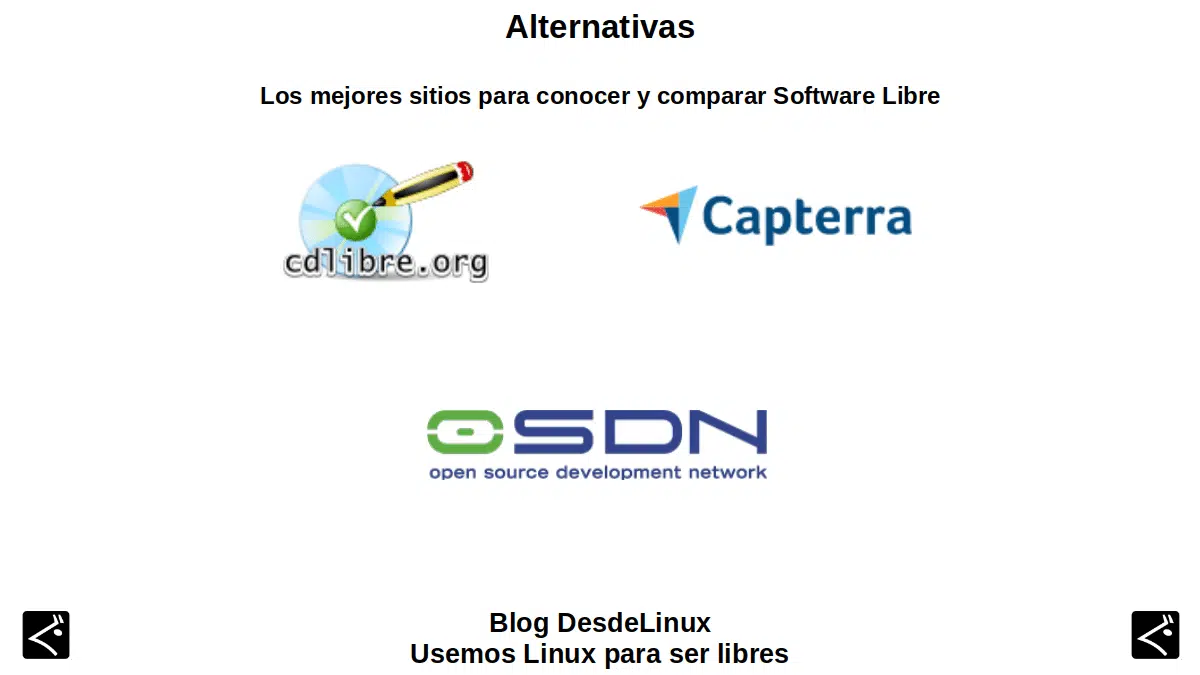 Alternativas
Los mejores sitios para conocer y comparar Software Libre
cdlibre.org
Capterra
OSDN
open source development network
Blog DesdeLinux
Usemos Linux para ser libres